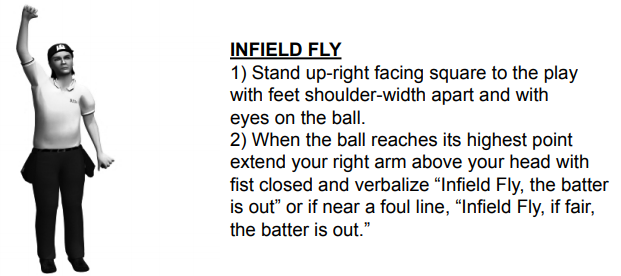 INFIELD FLY
1) Stand up-right facing square to the play
with feet shoulder-width apart and with
eyes on the ball.
2) When the ball reaches its highest point
extend your right arm above your head with
fist closed and verbalize “Infield Fly, the batter
is out” or if near a foul line, “Infield Fly, if fair,
the batter is out.”